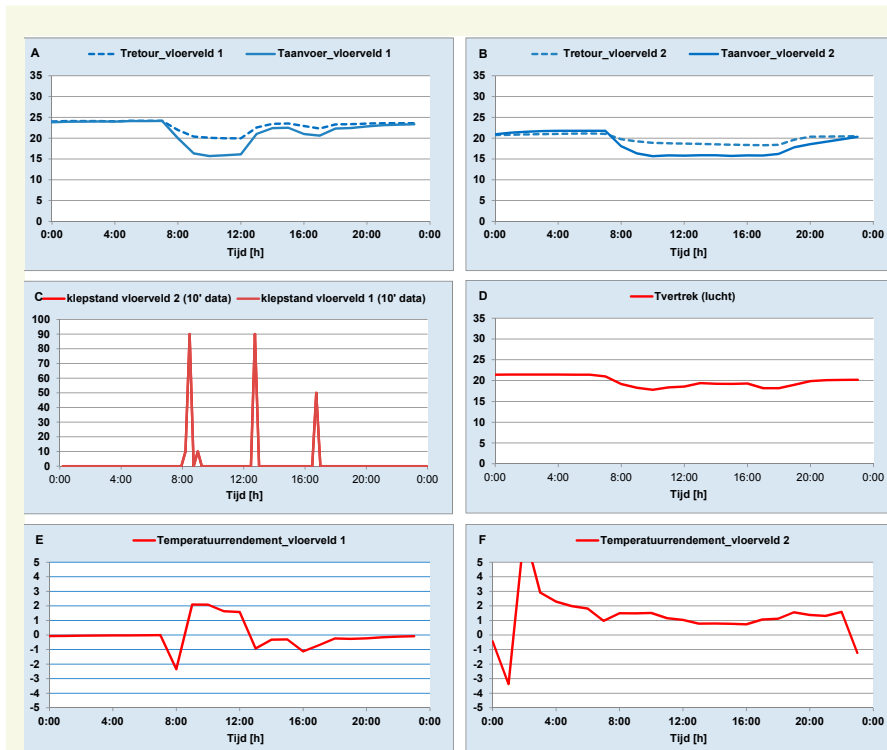 A
Tretour_vloerveld 1 Taanvoer_vloerveld 1
35
30
25
20
15
10
5
0
0:00 4:00 8:00 12:00 16:00 20:00 0:00
Tijd [h]
B
Tretour_vloerveld 2 Taanvoer_vloerveld 2
35
30
25
20
15
10
5
0
0:00 4:00 8:00 12:00 16:00 20:00 0:00
Tijd [h]
C
klepstand vloerveld 2 (10' data) klepstand vloerveld 1 (10' data)
100
90
80
70
60
50
40
30
20
10
0
0:00 4:00 8:00 12:00 16:00 20:00 0:00
Tijd [h]
D
Tvertrek (lucht)
35
30
25
20
15
10
5
0
0:00 4:00 8:00 12:00 16:00 20:00 0:00
Tijd [h]
E
Temperatuurrendement_vloerveld 1
5
4
3
2
1
0
-1
-2
-3
-4
-5
0:00 4:00 8:00 12:00 16:00 20:00 0:00
Tijd [h]
F
Temperatuurrendement_vloerveld 2
5
4
3
2
1
0
-1
-2
-3
-4
-5
0:00 4:00 8:00 12:00 16:00 20:00 0:00
Tijd [h]